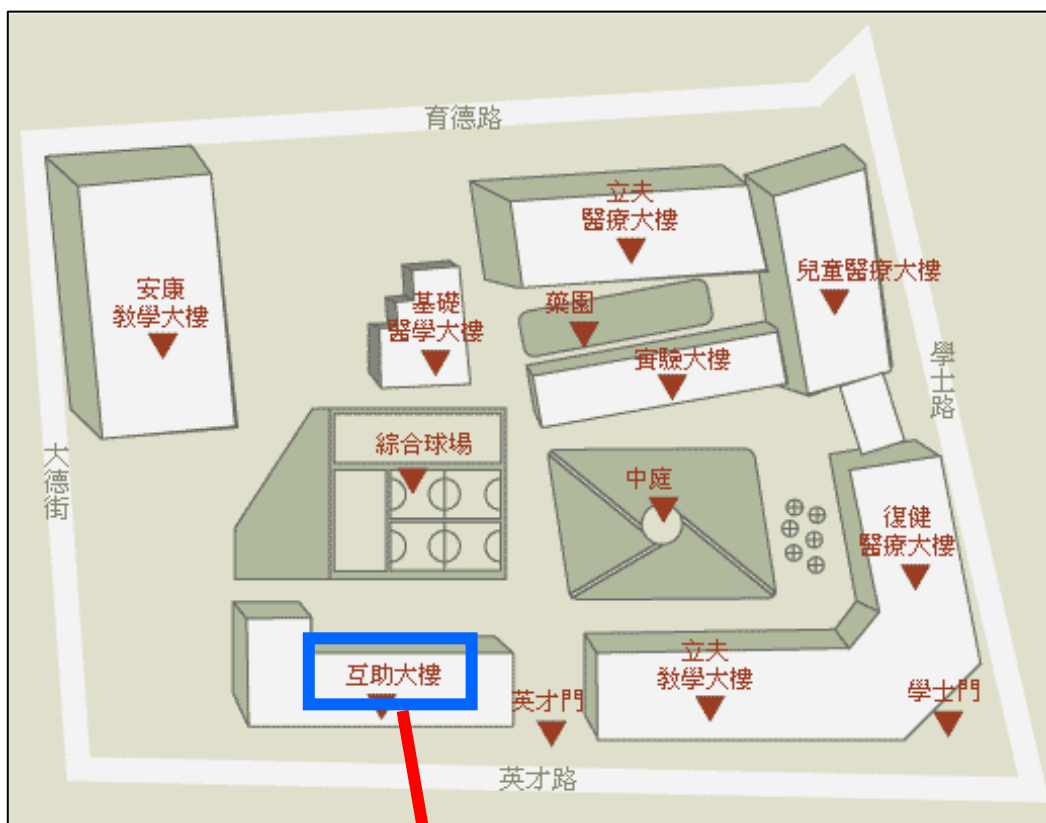 育德路
立夫
醫療大樓
兒童醫療大樓
安康
教學大樓
基礎
醫學大樓
藥園
實驗大樓
學士路
大德街
綜合球場
中庭
復健
醫療大樓
互助大樓
英才門
立夫
教學大樓
學士門
英才路